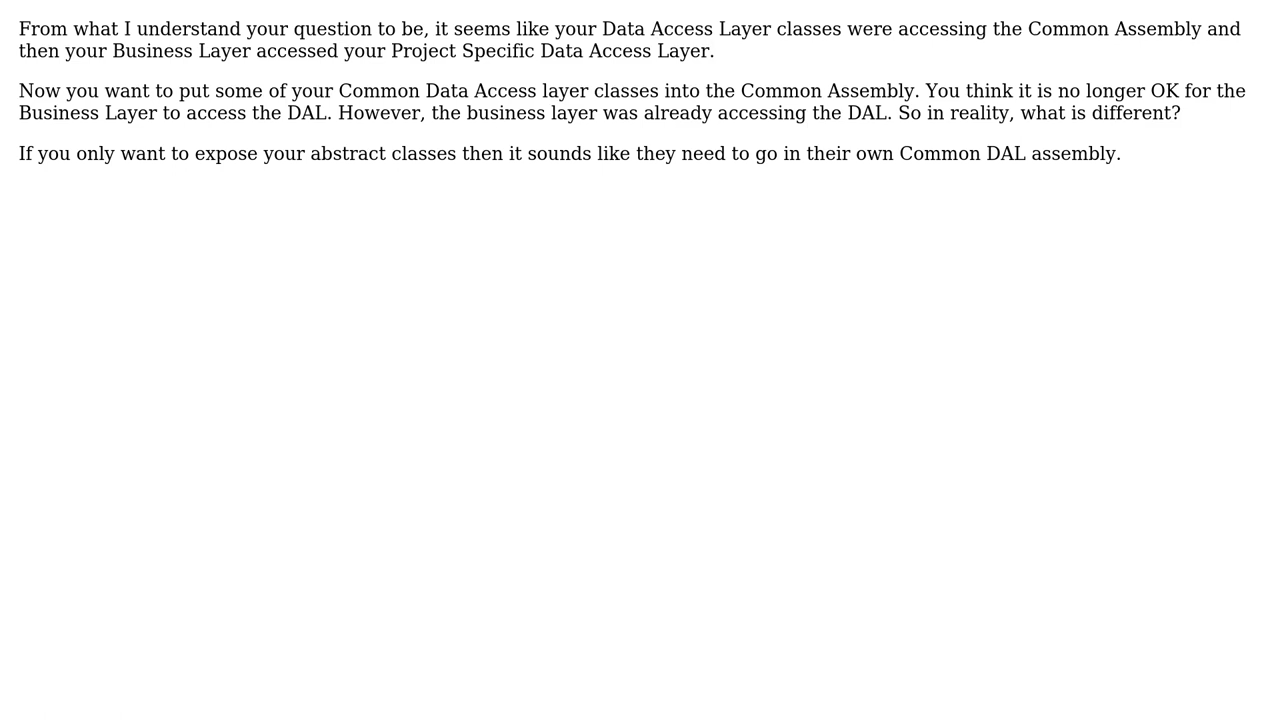 From what I understand your question to be, it seems like your Data Access Layer classes were accessing the Common Assembly and
then your Business Layer accessed your Project Specific Data Access Layer.
Now you want to put some of your Common Data Access layer classes into the Common Assembly. You think it is no longer OK for the
Business Layer to access the DAL. However, the business layer was already accessing the DAL. So in reality, what is different?
If you only want to expose your abstract classes then it sounds like they need to go in their own Common DAL assembly.